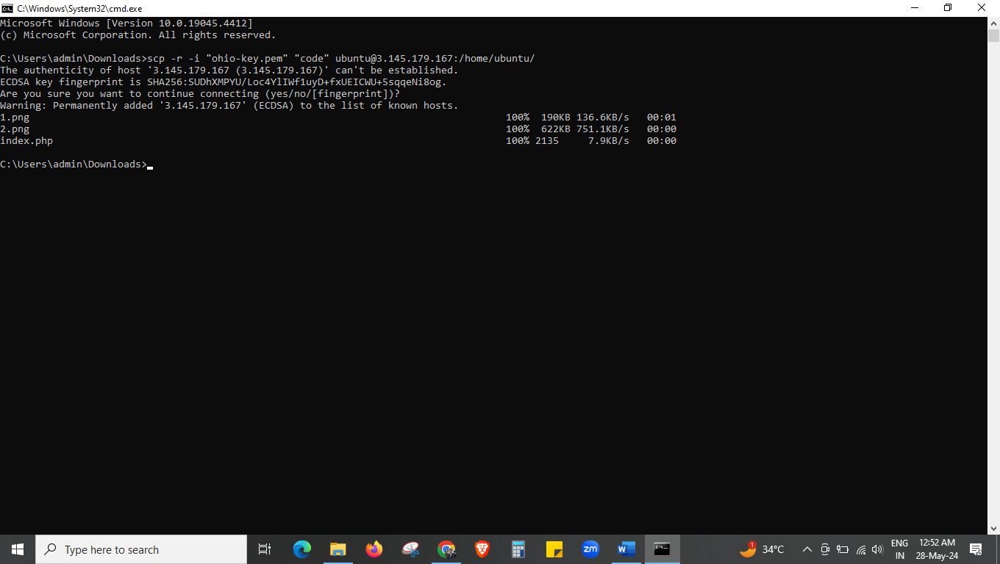 C:\Windows\System32\cmd.exe
Microsoft Windows [Version 10.0.19045.4412]
(c) Microsoft Corporation. All rights reserved.
C:\Users\admin\Downloads>scp -r -i "ohio-key.pem" "code" ubuntu@3.145.179.167:/home/ubuntu/
The authenticity of host '3.145.179.167 (3.145.179.167)' can't be established.
ECDSA key fingerprint is SHA256:SUDhXMPYU/Loc4YlIWf1uyD+fxUEICWU+5sqqeNi8og.
Are you sure you want to continue connecting (yes/no/[fingerprint])?
Warning: Permanently added '3.145.179.167' (ECDSA) to the list of known hosts.
1.png 100% 190KB 136.6KB/s 00:01
2.png 100% 622KB 751.1KB/s 00:00
index.php 100% 2135 7.9KB/s 00:00
C:\Users\admin\Downloads>
Type here to search
zm
W
1
34°C
ENG
IN
12:52 AM
28-May-24